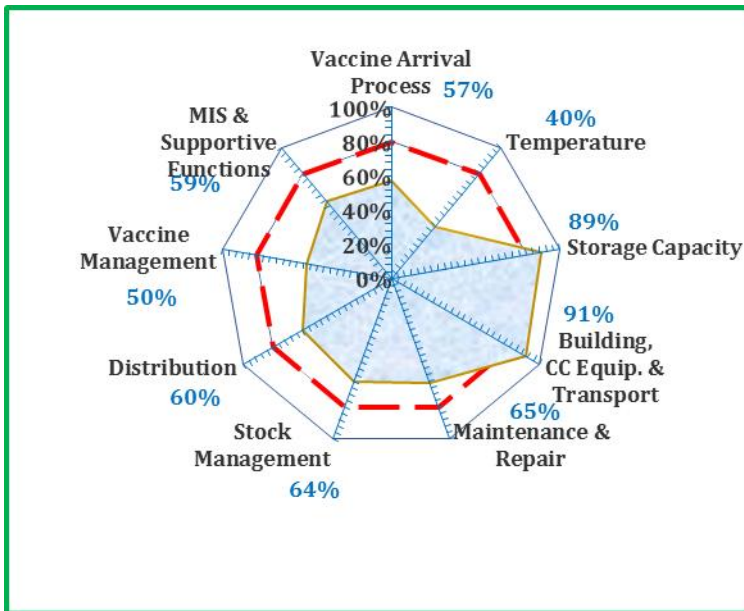 Vaccine Arrival
Process
57%
100%
80%
60%
40%
20%
0%
40%
Temperature
89%
Storage Capacity
91%
Building,
CC Equip. &
Transport
65%
Maintenance &
Repair
Stock
Management
64%
Distribution
60%
Vaccine
Management
50%
MIS &
Supportive
Functions
59%